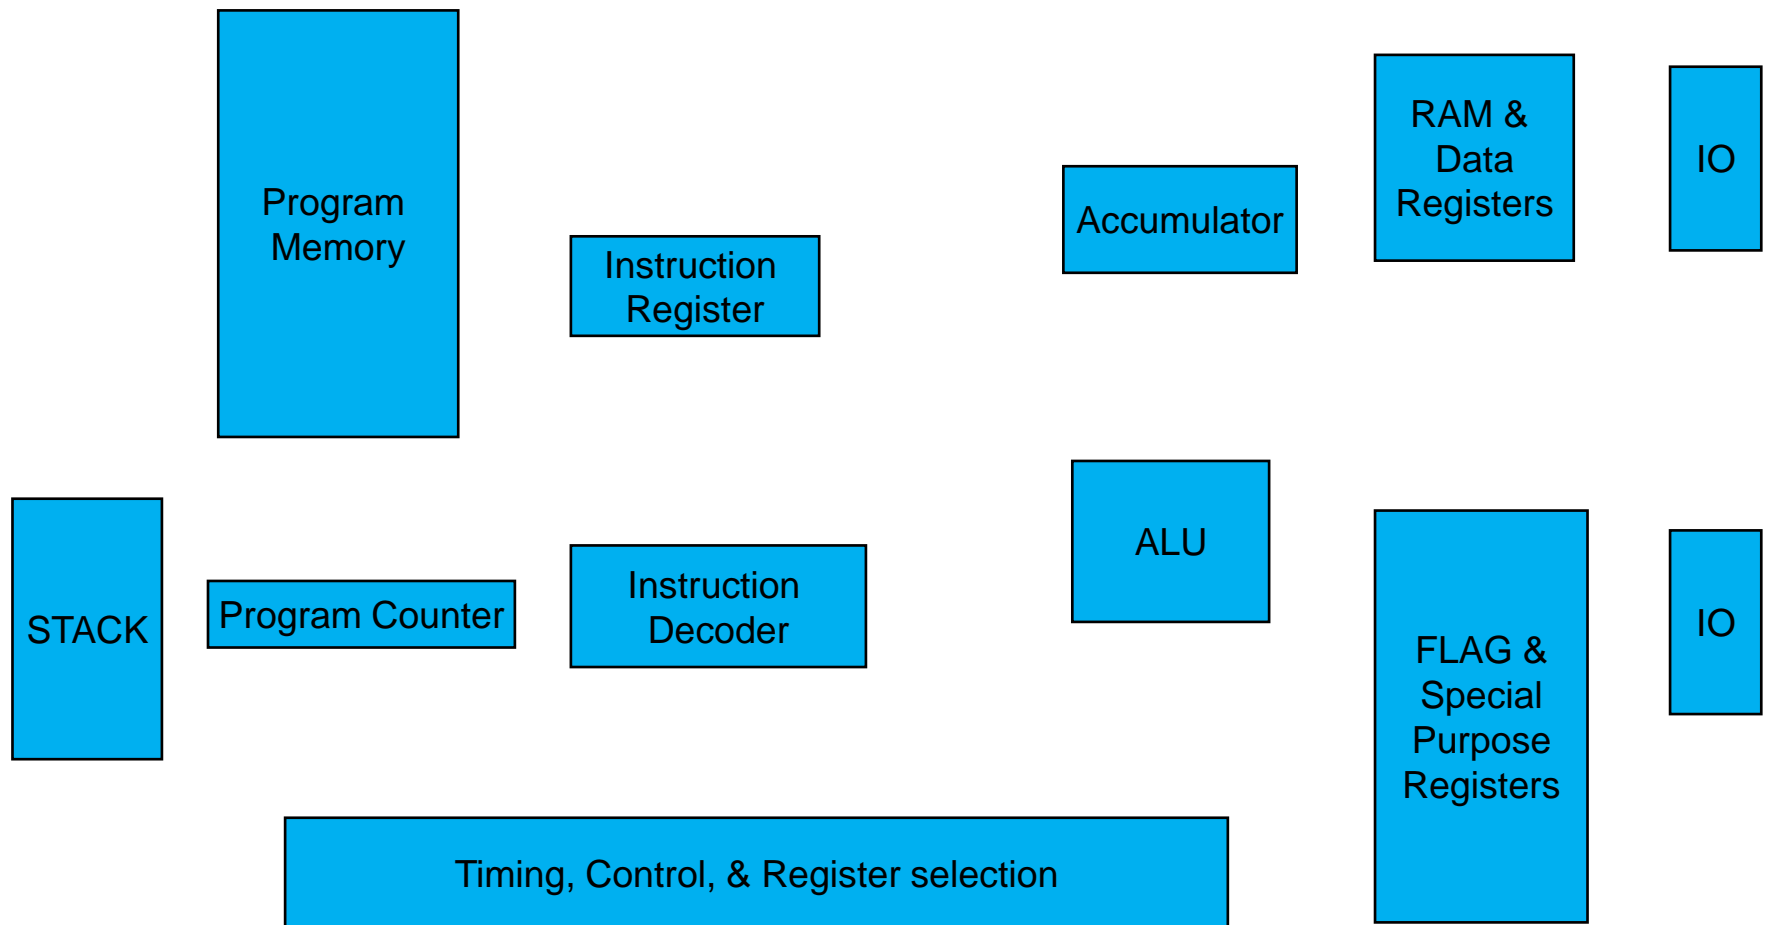 Program
Memory
Instruction
Register
Accumulator
RAM &
Data
Registers
IO
STACK
Program Counter
Instruction
Decoder
ALU
FLAG &
Special
Purpose
Registers
IO
Timing, Control, & Register selection